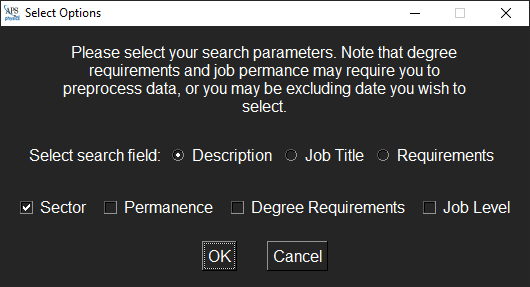 APS
physics
Select Options
Please select your search parameters. Note that degree
requirements and job permance may require you to
preprocess data, or you may be excluding date you wish to
select.
Select search field: Description Job Title Requirements
Sector Permanence Degree Requirements Job Level
OK Cancel